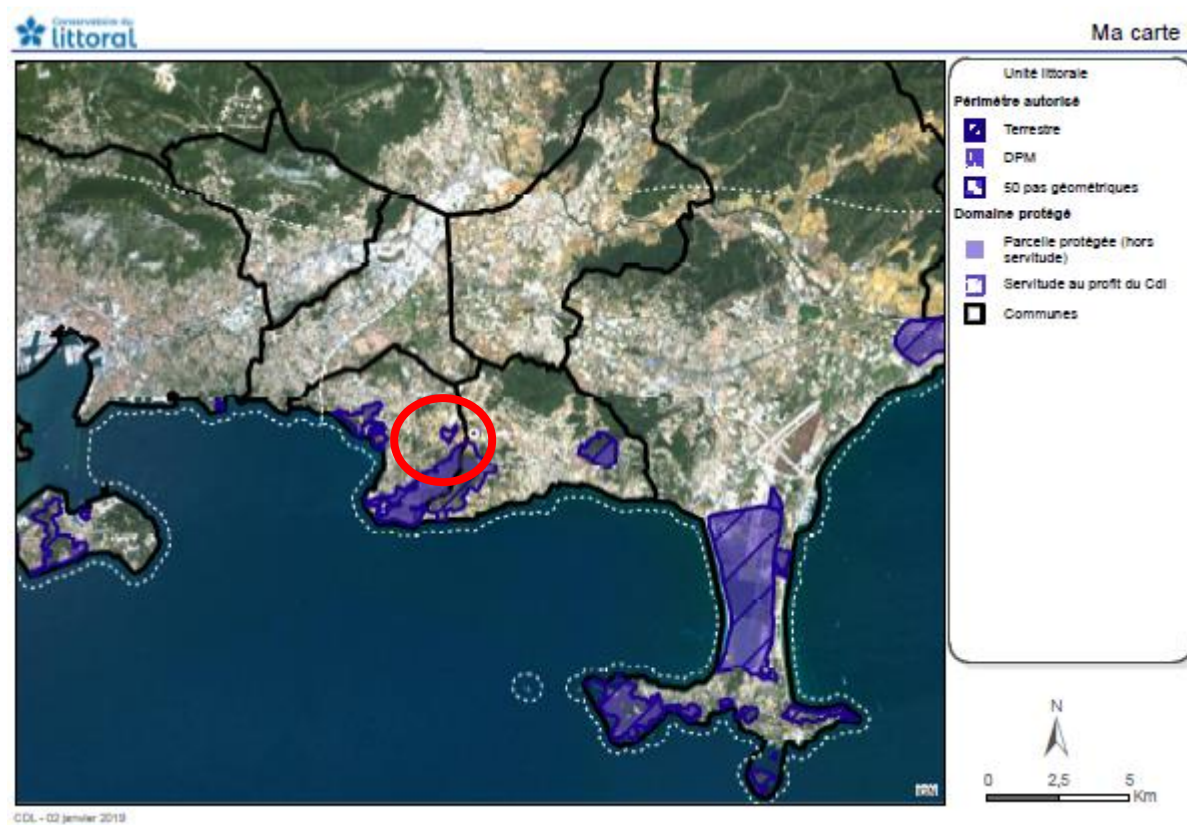 Conservatoire du
littoral
Ma carte
Unité littorale
Périmètre autorisé
Terrestre
DPM
50 pas géométriques
Domaine protégé
Parcelle protégée (hors
servitude)
Servitude au profit du Cdl
Communes
N
0 2,5 5
Km
CDL - 02 janvier 2019